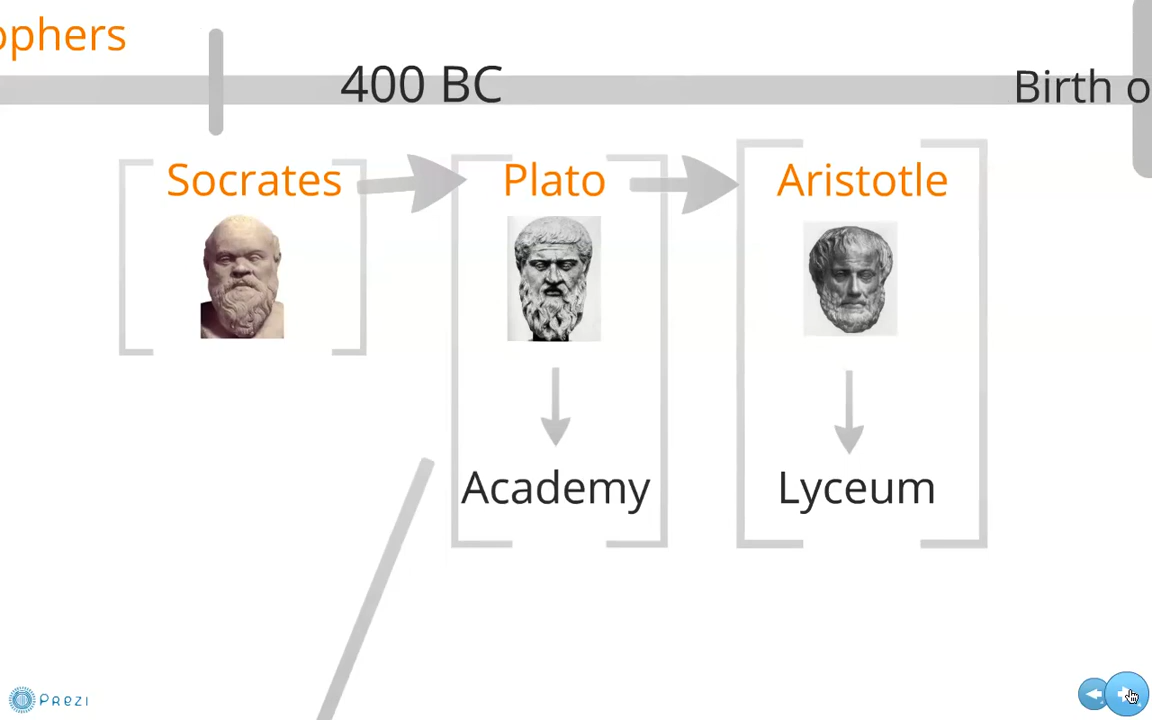 ophers
400 BC
Birth o
Socrates
Plato
Aristotle
Academy
Lyceum
Prezi